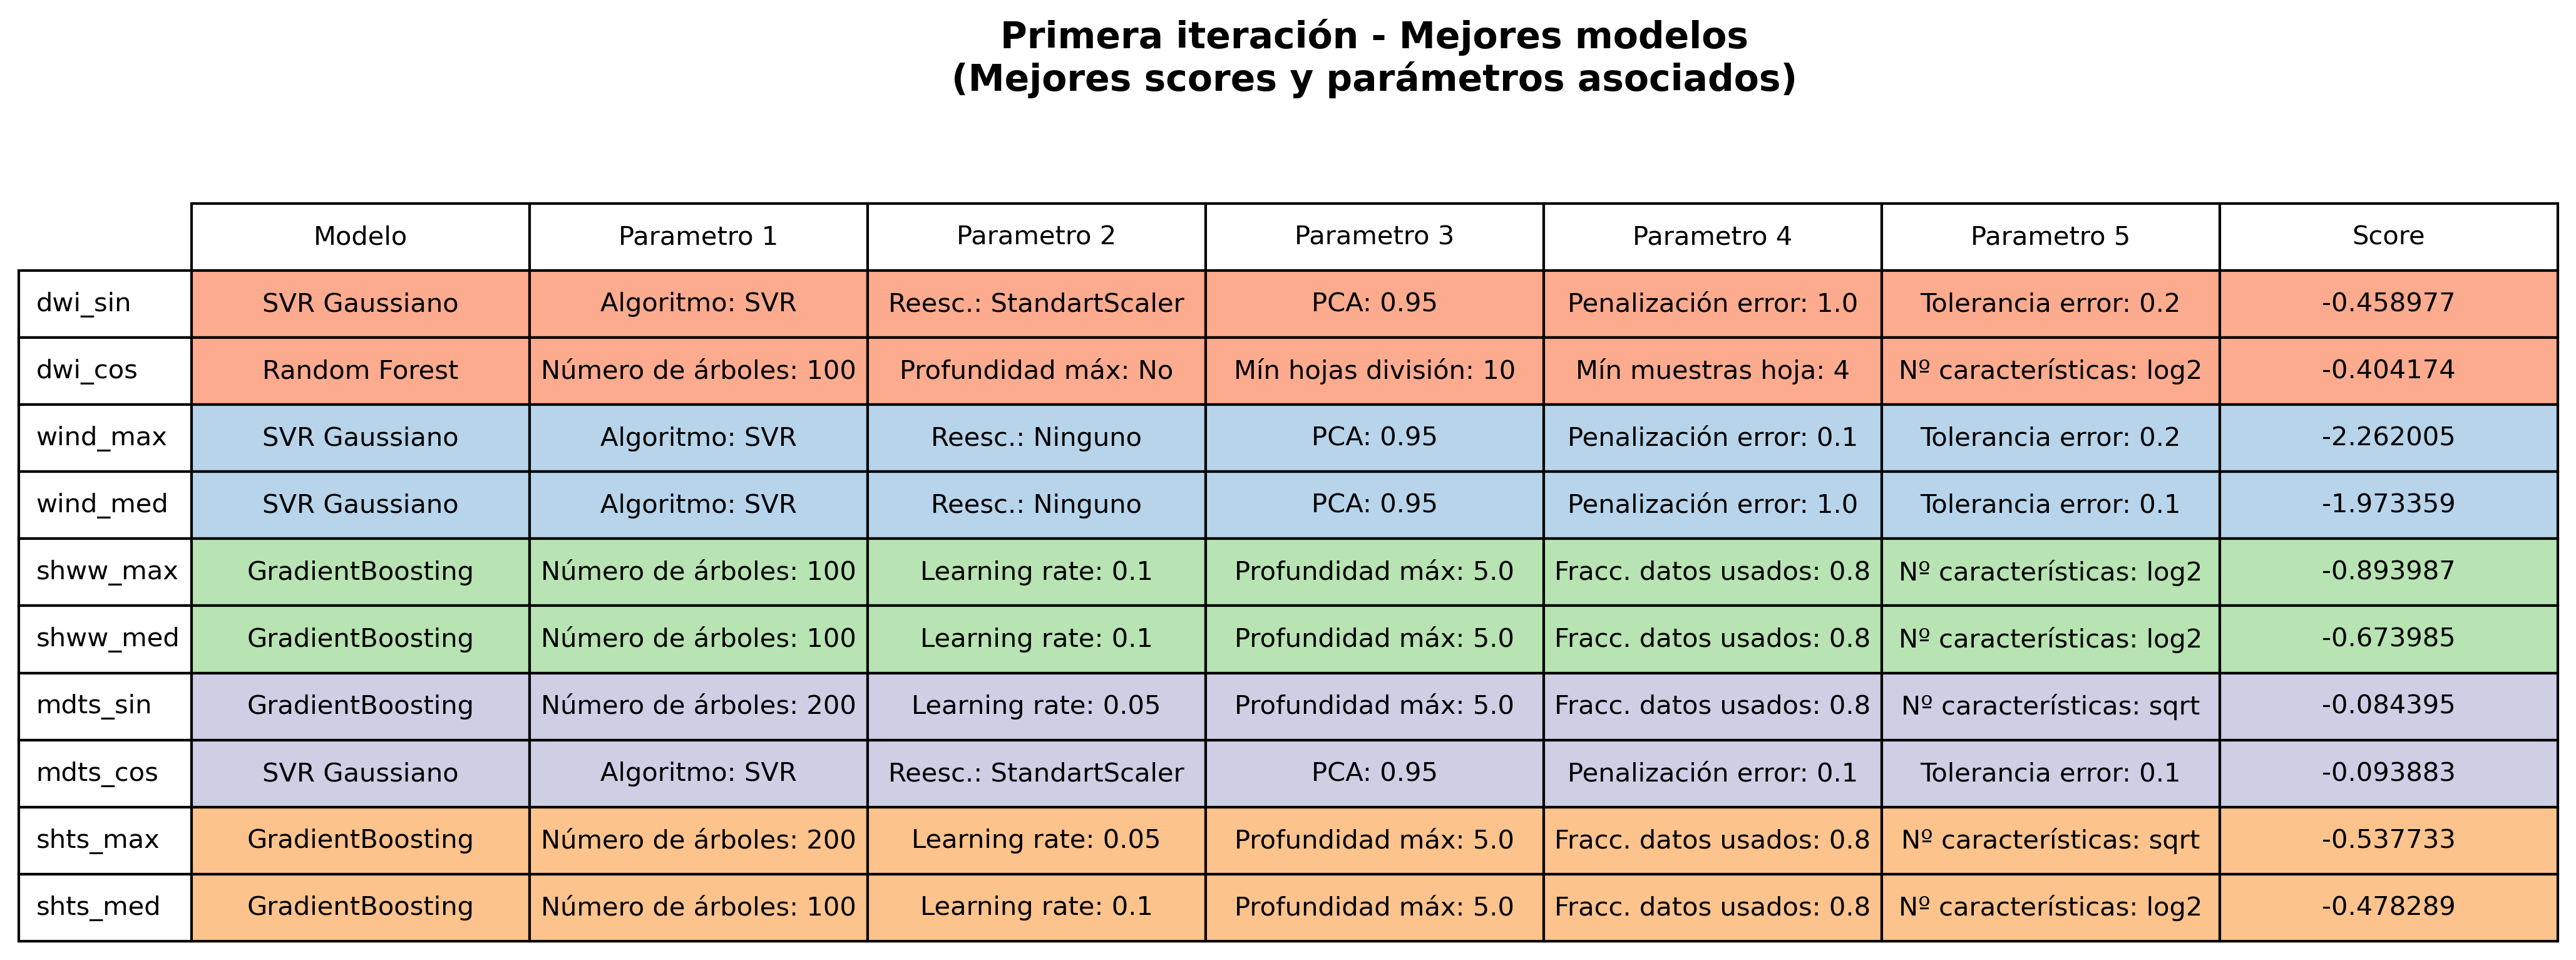 Primera iteración - Mejores modelos
(Mejores scores y parámetros asociados)
Modelo Parametro 1 Parametro 2 Parametro 3 Parametro 4 Parametro 5 Score
dwi_sin SVR Gaussiano Algoritmo: SVR Reesc.: StandartScaler PCA: 0.95 Penalización error: 1.0 Tolerancia error: 0.2 -0.458977
dwi_cos Random Forest Número de árboles: 100 Profundidad máx: No Mín hojas división: 10 Mín muestras hoja: 4 Nº características: log2 -0.404174
wind_max SVR Gaussiano Algoritmo: SVR Reesc.: Ninguno PCA: 0.95 Penalización error: 0.1 Tolerancia error: 0.2 -2.262005
wind_med SVR Gaussiano Algoritmo: SVR Reesc.: Ninguno PCA: 0.95 Penalización error: 1.0 Tolerancia error: 0.1 -1.973359
shww_max GradientBoosting Número de árboles: 100 Learning rate: 0.1 Profundidad máx: 5.0 Fracc. datos usados: 0.8 Nº características: log2 -0.893987
shww_med GradientBoosting Número de árboles: 100 Learning rate: 0.1 Profundidad máx: 5.0 Fracc. datos usados: 0.8 Nº características: log2 -0.673985
mdts_sin GradientBoosting Número de árboles: 200 Learning rate: 0.05 Profundidad máx: 5.0 Fracc. datos usados: 0.8 Nº características: sqrt -0.084395
mdts_cos SVR Gaussiano Algoritmo: SVR Reesc.: StandartScaler PCA: 0.95 Penalización error: 0.1 Tolerancia error: 0.1 -0.093883
shts_max GradientBoosting Número de árboles: 200 Learning rate: 0.05 Profundidad máx: 5.0 Fracc. datos usados: 0.8 Nº características: sqrt -0.537733
shts_med GradientBoosting Número de árboles: 100 Learning rate: 0.1 Profundidad máx: 5.0 Fracc. datos usados: 0.8 Nº características: log2 -0.478289